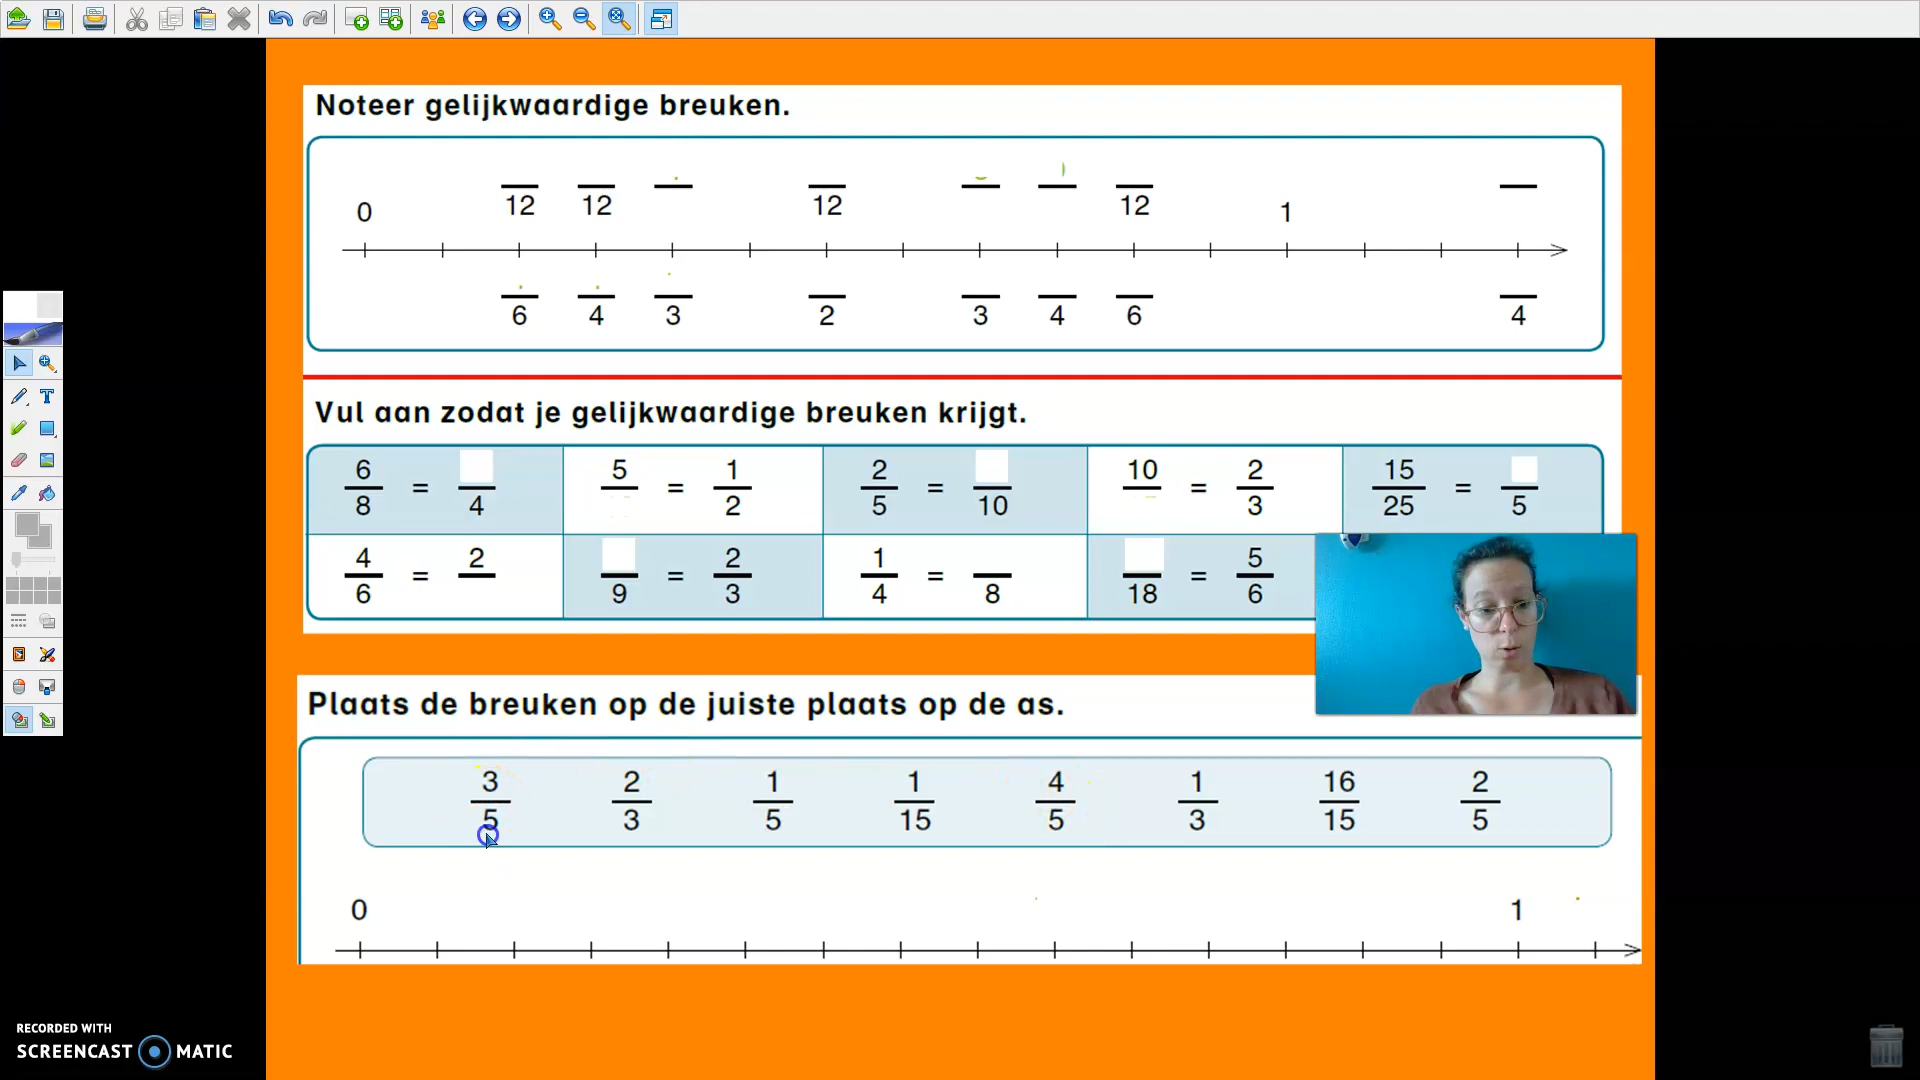 Noteer gelijkwaardige breuken.
12 12 12 12
0 1
6 4 3 2 3 4 6 4
Vul aan zodat je gelijkwaardige breuken krijgt.
6/8 = /4 5/ = 1/2 2/5 = /10 10/ = 2/3 15/25 = /5
4/6 = 2/ /9 = 2/3 1/4 = /8 /18 = 5/6
Plaats de breuken op de juiste plaats op de as.
3/5 2/3 1/5 1/15 4/5 1/3 16/15 2/5
0 1
RECORDED WITH
SCREENCAST MATIC